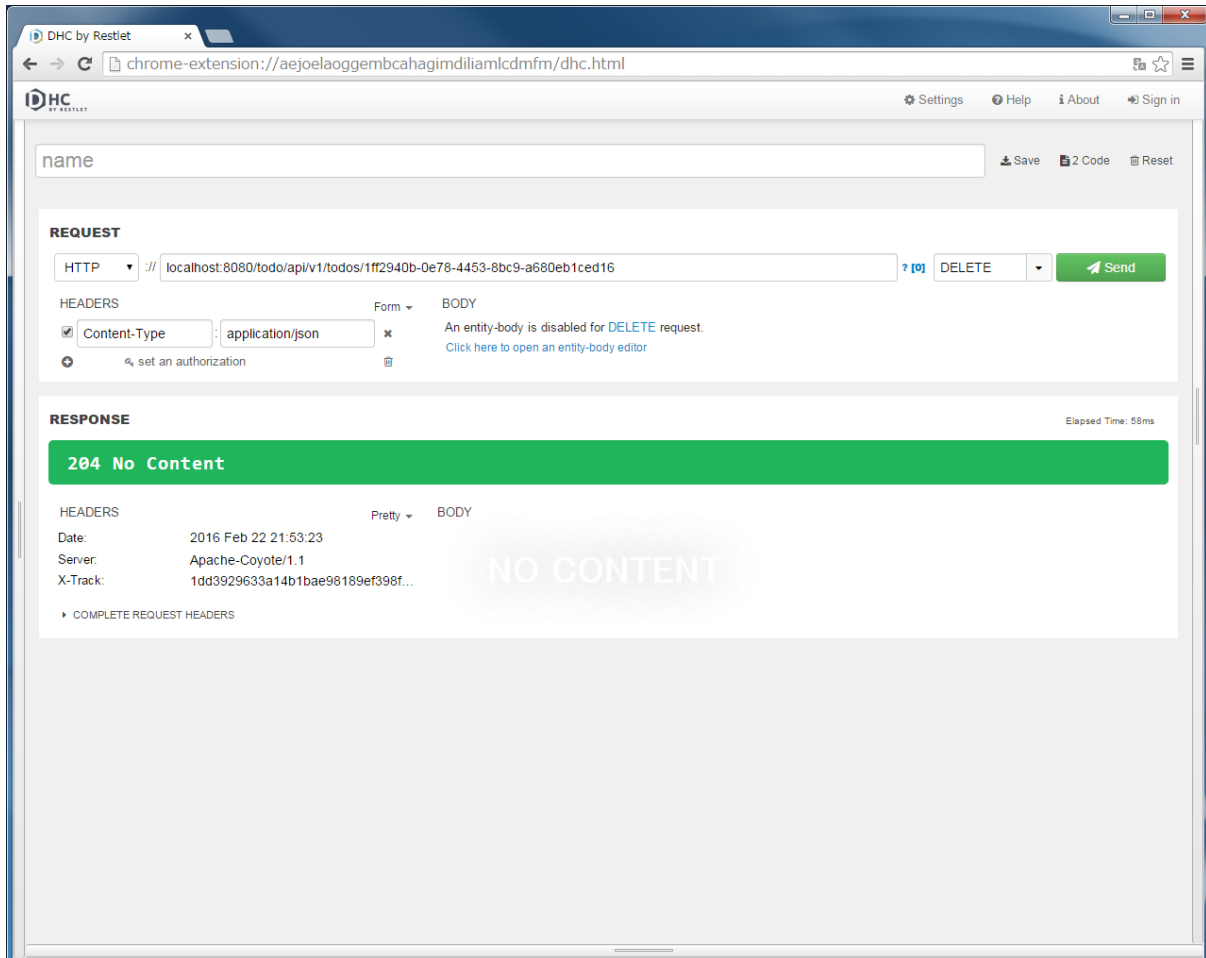 DHC by Restlet
chrome-extension://aejoelaoggembcahagimdiliamlcdmfm/dhc.html
DHC BY RESTLET
Settings Help About Sign in
name
Save 2 Code Reset
REQUEST
HTTP :// localhost:8080/todo/api/v1/todos/1ff2940b-0e78-4453-8bc9-a680eb1ced16 ? [0] DELETE Send
HEADERS Form BODY
Content-Type : application/json An entity-body is disabled for DELETE request.
Click here to open an entity-body editor
set an authorization
RESPONSE Elapsed Time: 58ms
204 No Content
HEADERS Pretty BODY
Date: 2016 Feb 22 21:53:23
Server: Apache-Coyote/1.1
X-Track: 1dd3929633a14b1bae98189ef398f...
NO CONTENT
COMPLETE REQUEST HEADERS